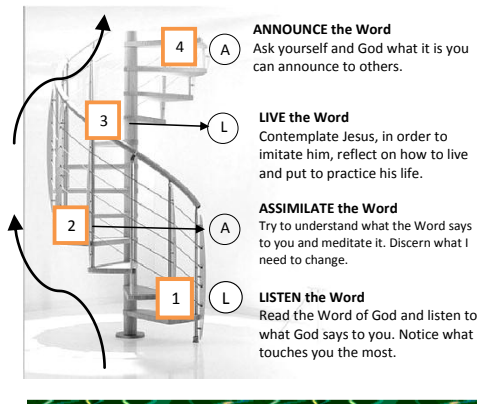 4
A
ANNOUNCE the Word
Ask yourself and God what it is you
can announce to others.
3
L
LIVE the Word
Contemplate Jesus, in order to
imitate him, reflect on how to live
and put to practice his life.
2
A
ASSIMILATE the Word
Try to understand what the Word says
to you and meditate it. Discern what I
need to change.
1
L
LISTEN the Word
Read the Word of God and listen to
what God says to you. Notice what
touches you the most.